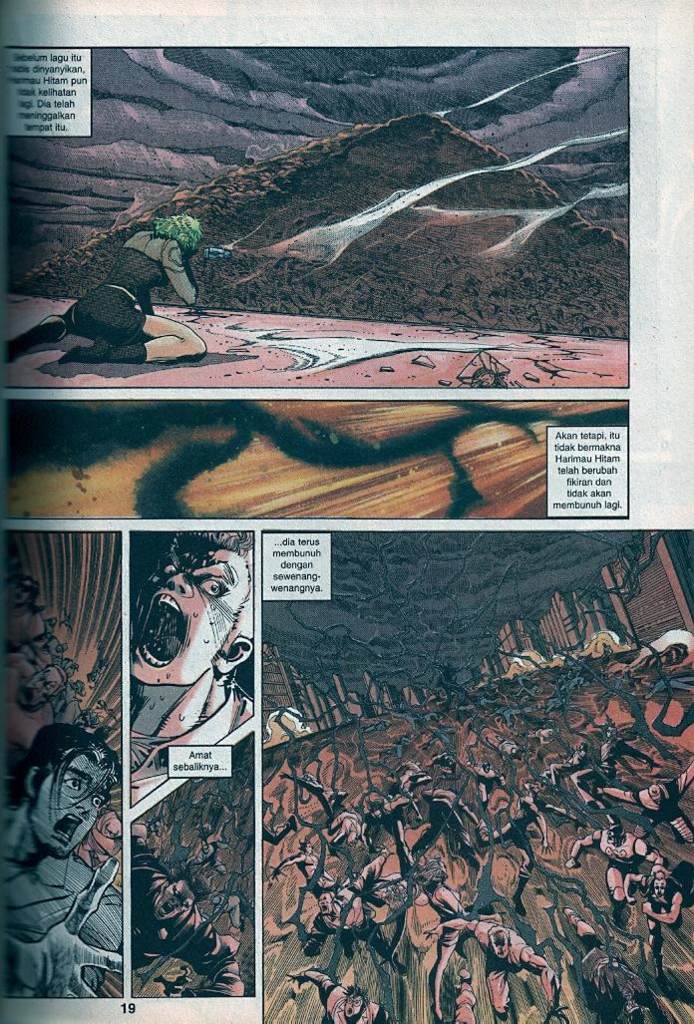 Sebelum lagu itu
habis dinyanyikan,
Harimau Hitam pun
tidak kelihatan
lagi. Dia telah
meninggalkan
tempat itu.
Akan tetapi, itu
tidak bermakna
Harimau Hitam
telah berubah
fikiran dan
tidak akan
membunuh lagi.
Amat
sebaliknya...
...dia terus
membunuh
dengan
sewenang-
wenangnya.
19